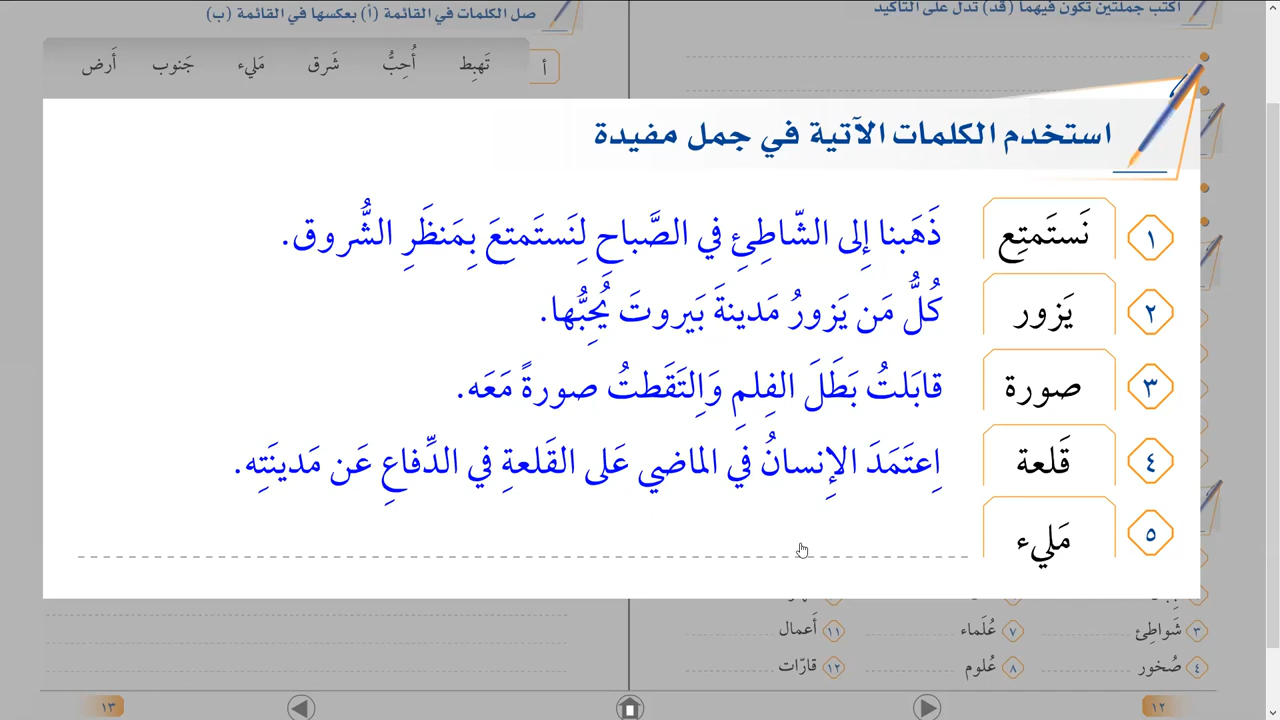 اكتب جملتين تكون فيهما (قد) تدل على التأكيد
صل الكلمات في القائمة (أ) بعكسها في القائمة (ب)
أ
تَهبِط أُحِبُّ شَرق مَليء جَنوب أَرض
استخدم الكلمات الآتية في جمل مفيدة
١ نَستَمتِع ذَهَبنا إِلى الشّاطِئِ في الصَّباحِ لِنَستَمتعَ بِمَنظَرِ الشُّروق.
٢ يَزور كُلُّ مَن يَزورُ مَدينةَ بَيروتَ يُحِبُّها.
٣ صورة قابَلتُ بَطَلَ الفِلمِ وَاِلتَقَطتُ صورةً مَعَه.
٤ قَلعة اِعتَمَدَ الإِنسانُ في الماضي عَلى القَلعةِ في الدِّفاعِ عَن مَدينَتِه.
٥ مَليء
٣ شَواطِئ ٧ عُلَماء ١١ أَعمال
٤ صُخور ٨ عُلوم ١٢ قارّات
١٢
١٣